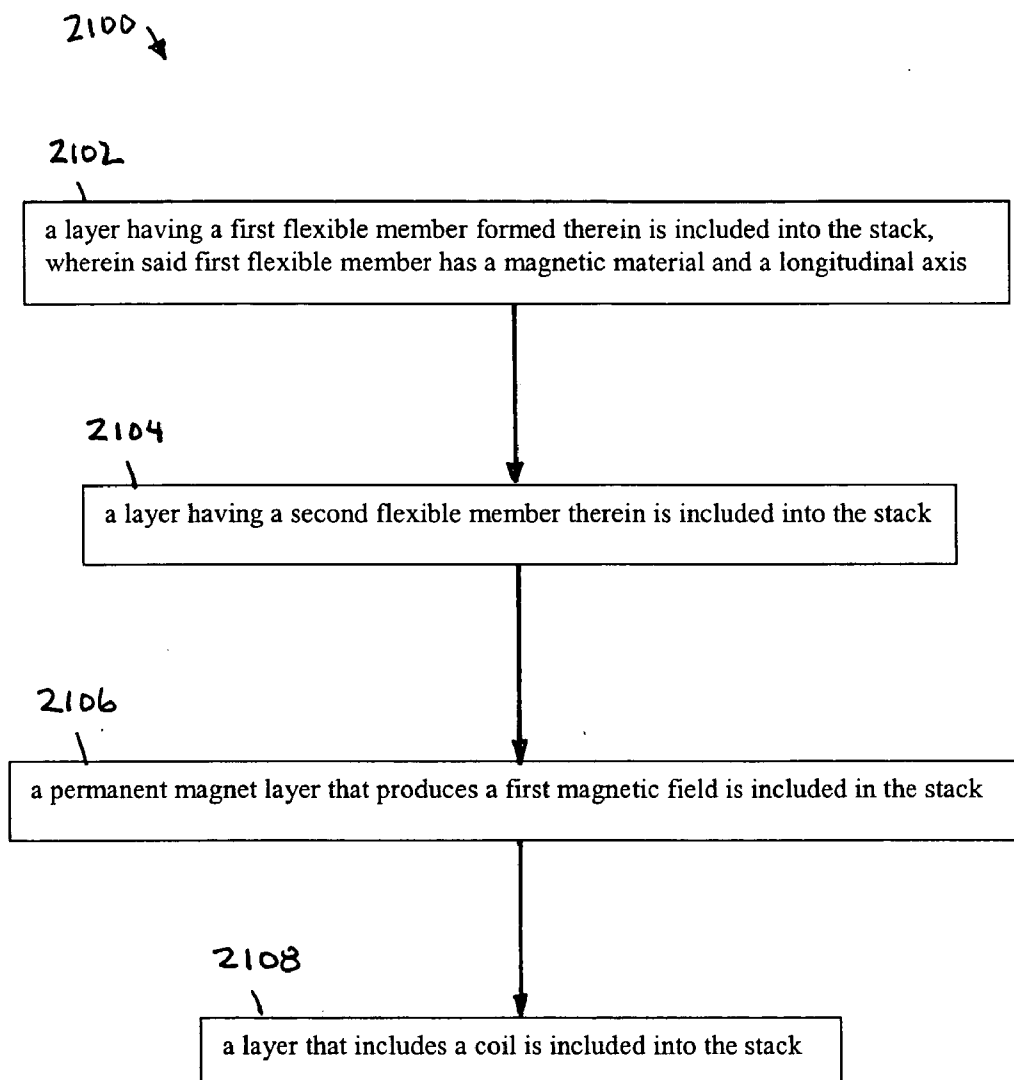 2100
2102
a layer having a first flexible member formed therein is included into the stack,
wherein said first flexible member has a magnetic material and a longitudinal axis
2104
a layer having a second flexible member therein is included into the stack
2106
a permanent magnet layer that produces a first magnetic field is included in the stack
2108
a layer that includes a coil is included into the stack